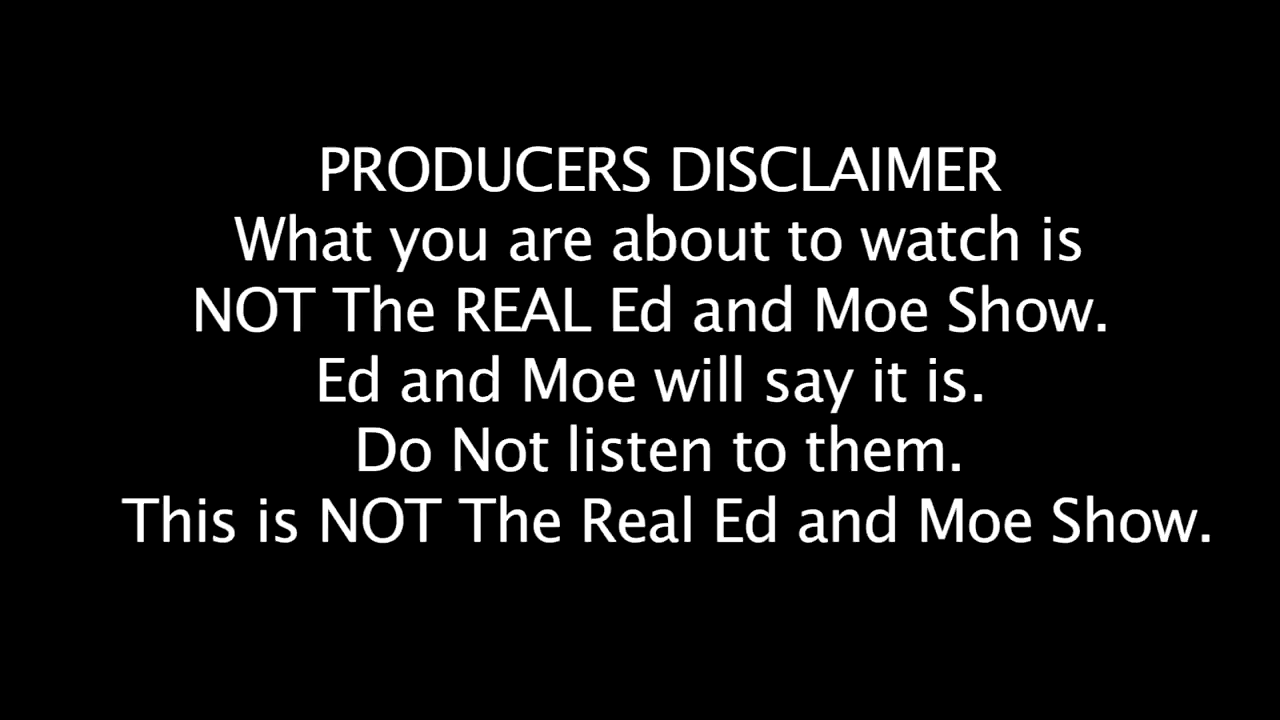 PRODUCERS DISCLAIMER
What you are about to watch is
NOT The REAL Ed and Moe Show.
Ed and Moe will say it is.
Do Not listen to them.
This is NOT The Real Ed and Moe Show.